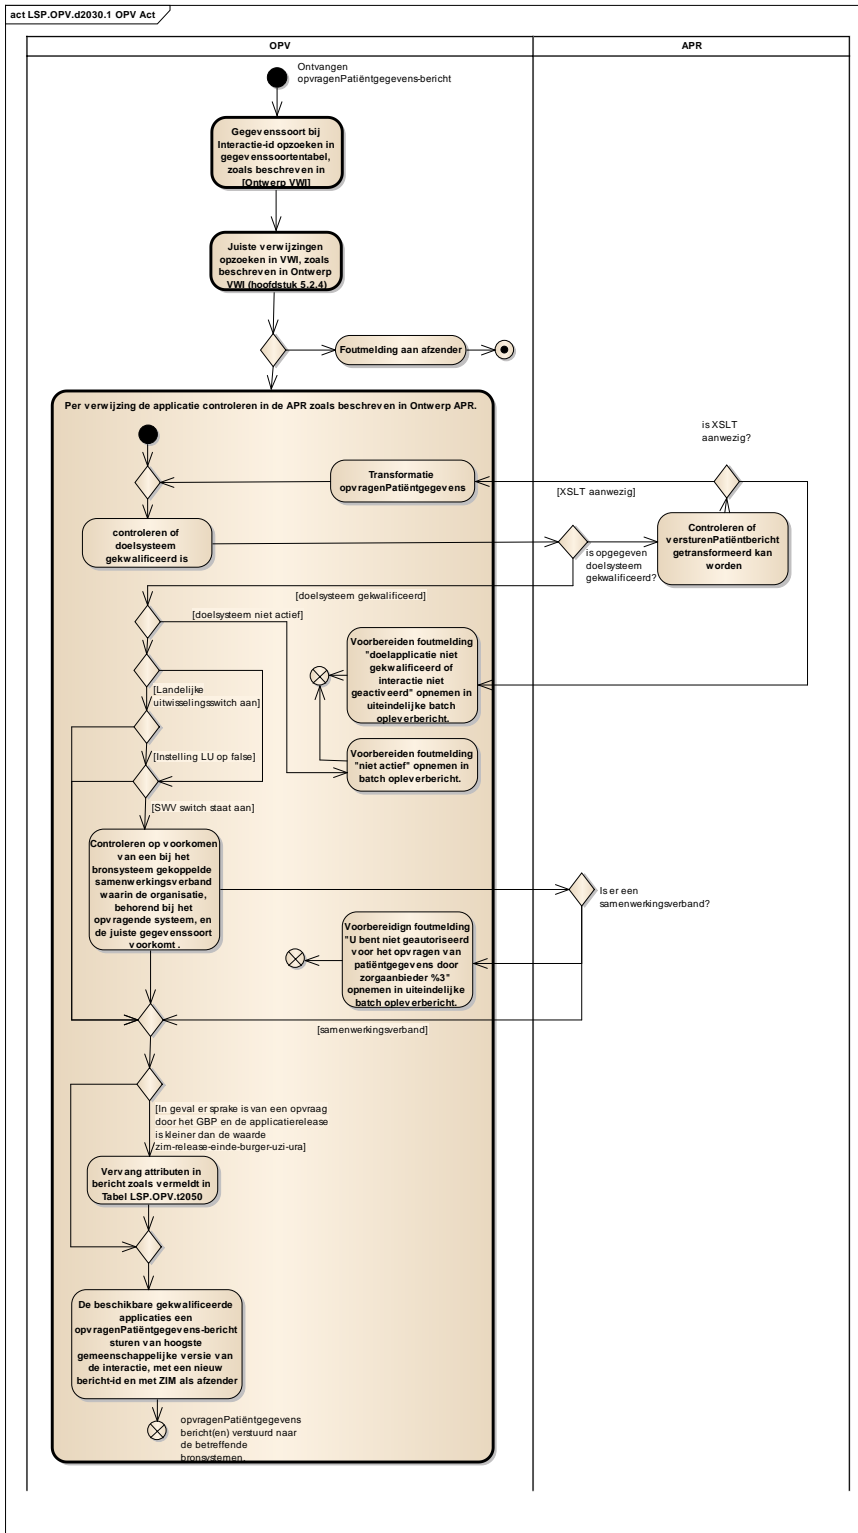 act LSP.OPV.d2030.1 OPV Act
OPV
APR
Ontvangen
opvragenPatiëntgegevens-bericht
Gegevenssoort bij
Interactie-id opzoeken in
gegevenssoortentabel,
zoals beschreven in
[Ontwerp VWI]
Juiste verwijzingen
opzoeken in VWI, zoals
beschreven in Ontwerp
VWI (hoofdstuk 5.2.4)
Foutmelding aan afzender
Per verwijzing de applicatie controleren in de APR zoals beschreven in Ontwerp APR.
is XSLT
aanwezig?
Transformatie
opvragenPatiëntgegevens
[XSLT aanwezig]
controleren of
doelsysteem
gekwalificeerd is
Controleren of
versturenPatiëntbericht
getransformeerd kan
worden
is opgegeven
doelsysteem
gekwalificeerd?
[doelsysteem gekwalificeerd]
[doelsysteem niet actief]
Voorbereiden foutmelding
"doelapplicatie niet
gekwalificeerd of
interactie niet
geactiveerd" opnemen in
uiteindelijke batch
opleverbericht.
[Landelijke
uitwisselingsswitch aan]
[Instelling LU op false]
Voorbereiden foutmelding
"niet actief" opnemen in
batch opleverbericht.
[SWV switch staat aan]
Controleren op voorkomen
van een bij het
bronsysteem gekoppelde
samenwerkingsverband
waarin de organisatie,
behorend bij het
opvragende systeem, en
de juiste gegevenssoort
voorkomt .
Is er een
samenwerkingsverband?
Voorbereidign foutmelding
"U bent niet geautoriseerd
voor het opvragen van
patiëntgegevens door
zorgaanbieder %3"
opnemen in uiteindelijke
batch opleverbericht.
[samenwerkingsverband]
[In geval er sprake is van een opvraag
door het GBP en de applicatierelease
is kleiner dan de waarde
zim-release-einde-burger-uzi-ura]
Vervang attributen in
bericht zoals vermeldt in
Tabel LSP.OPV.t2050
De beschikbare gekwalificeerde
applicaties een
opvragenPatiëntgegevens-bericht
sturen van hoogste
gemeenschappelijke versie van
de interactie, met een nieuw
bericht-id en met ZIM als afzender
opvragenPatiëntgegevens
bericht(en) verstuurd naar
de betreffende
bronsystemen.